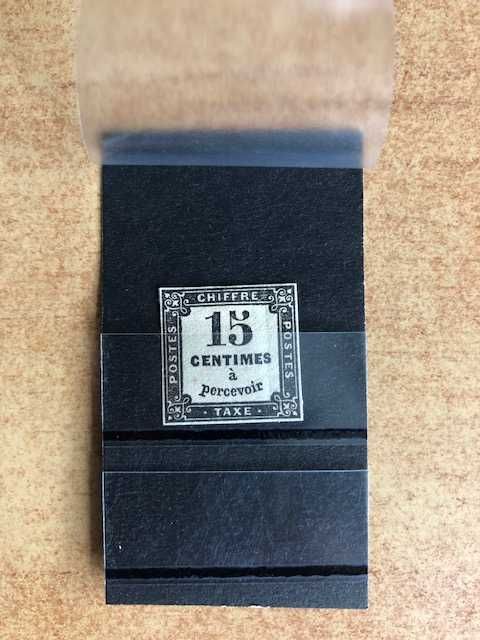 CHIFFRE
POSTES
15
CENTIMES
à
percevoir
POSTES
· TAXE ·